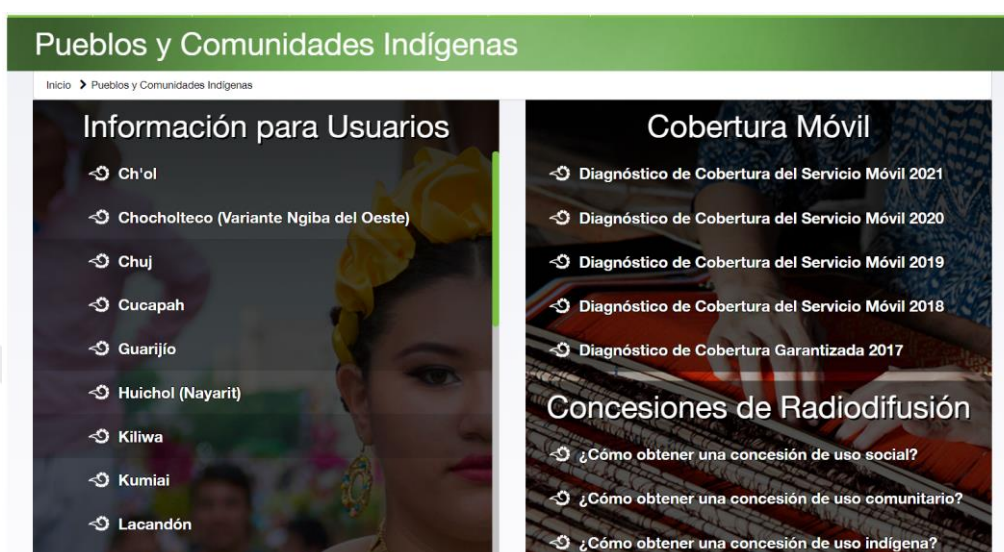 Pueblos y Comunidades Indígenas
Inicio > Pueblos y Comunidades Indígenas
Información para Usuarios
Ch'ol
Chocholteco (Variante Ngiba del Oeste)
Chuj
Cucapah
Guarijío
Huichol (Nayarit)
Kiliwa
Kumiai
Lacandón
Cobertura Móvil
Diagnóstico de Cobertura del Servicio Móvil 2021
Diagnóstico de Cobertura del Servicio Móvil 2020
Diagnóstico de Cobertura del Servicio Móvil 2019
Diagnóstico de Cobertura del Servicio Móvil 2018
Diagnóstico de Cobertura Garantizada 2017
Concesiones de Radiodifusión
¿Cómo obtener una concesión de uso social?
¿Cómo obtener una concesión de uso comunitario?
¿Cómo obtener una concesión de uso indígena?